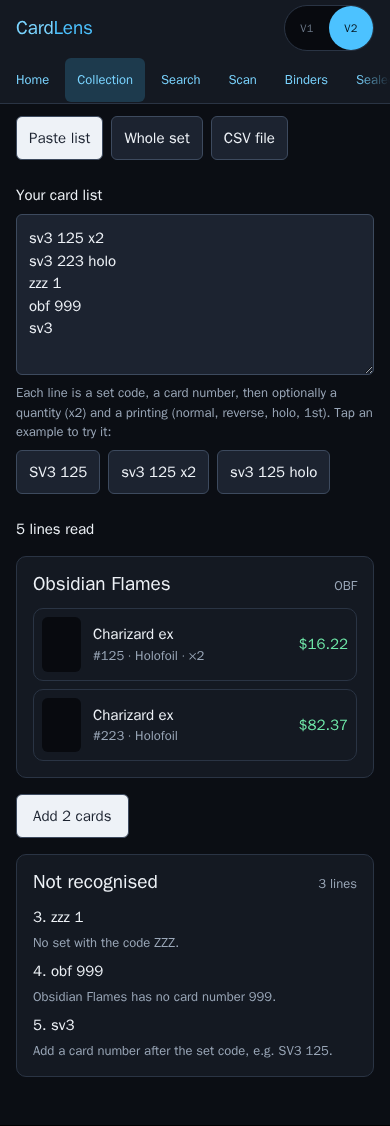 CardLens
V1
V2
Home
Collection
Search
Scan
Binders
Seale
Paste list
Whole set
CSV file
Your card list
sv3 125 x2
sv3 223 holo
zzz 1
obf 999
sv3
Each line is a set code, a card number, then optionally a
quantity (x2) and a printing (normal, reverse, holo, 1st). Tap an
example to try it:
SV3 125
sv3 125 x2
sv3 125 holo
5 lines read
Obsidian Flames
OBF
Charizard ex
#125 · Holofoil · ×2
$16.22
Charizard ex
#223 · Holofoil
$82.37
Add 2 cards
Not recognised
3 lines
3. zzz 1
No set with the code ZZZ.
4. obf 999
Obsidian Flames has no card number 999.
5. sv3
Add a card number after the set code, e.g. SV3 125.